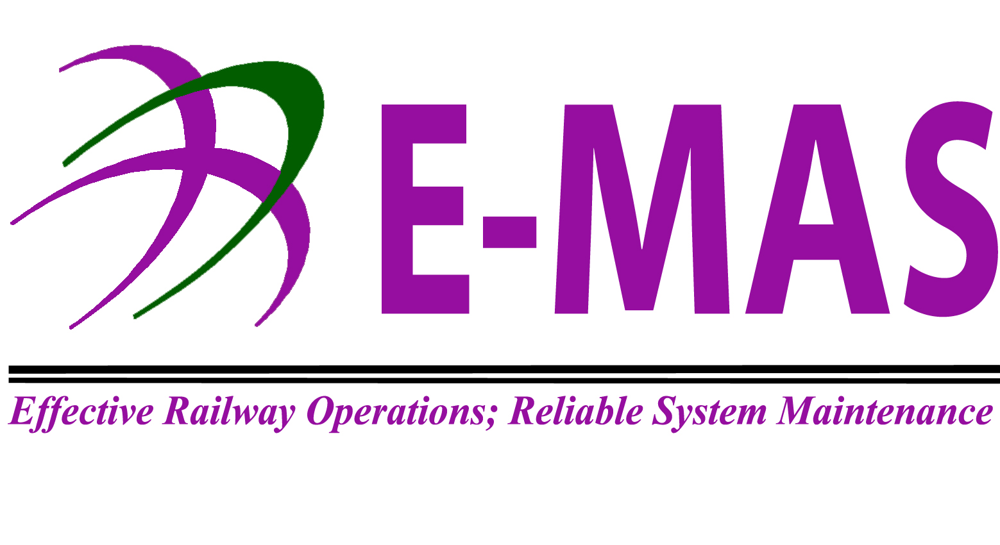 E-MAS
Effective Railway Operations; Reliable System Maintenance